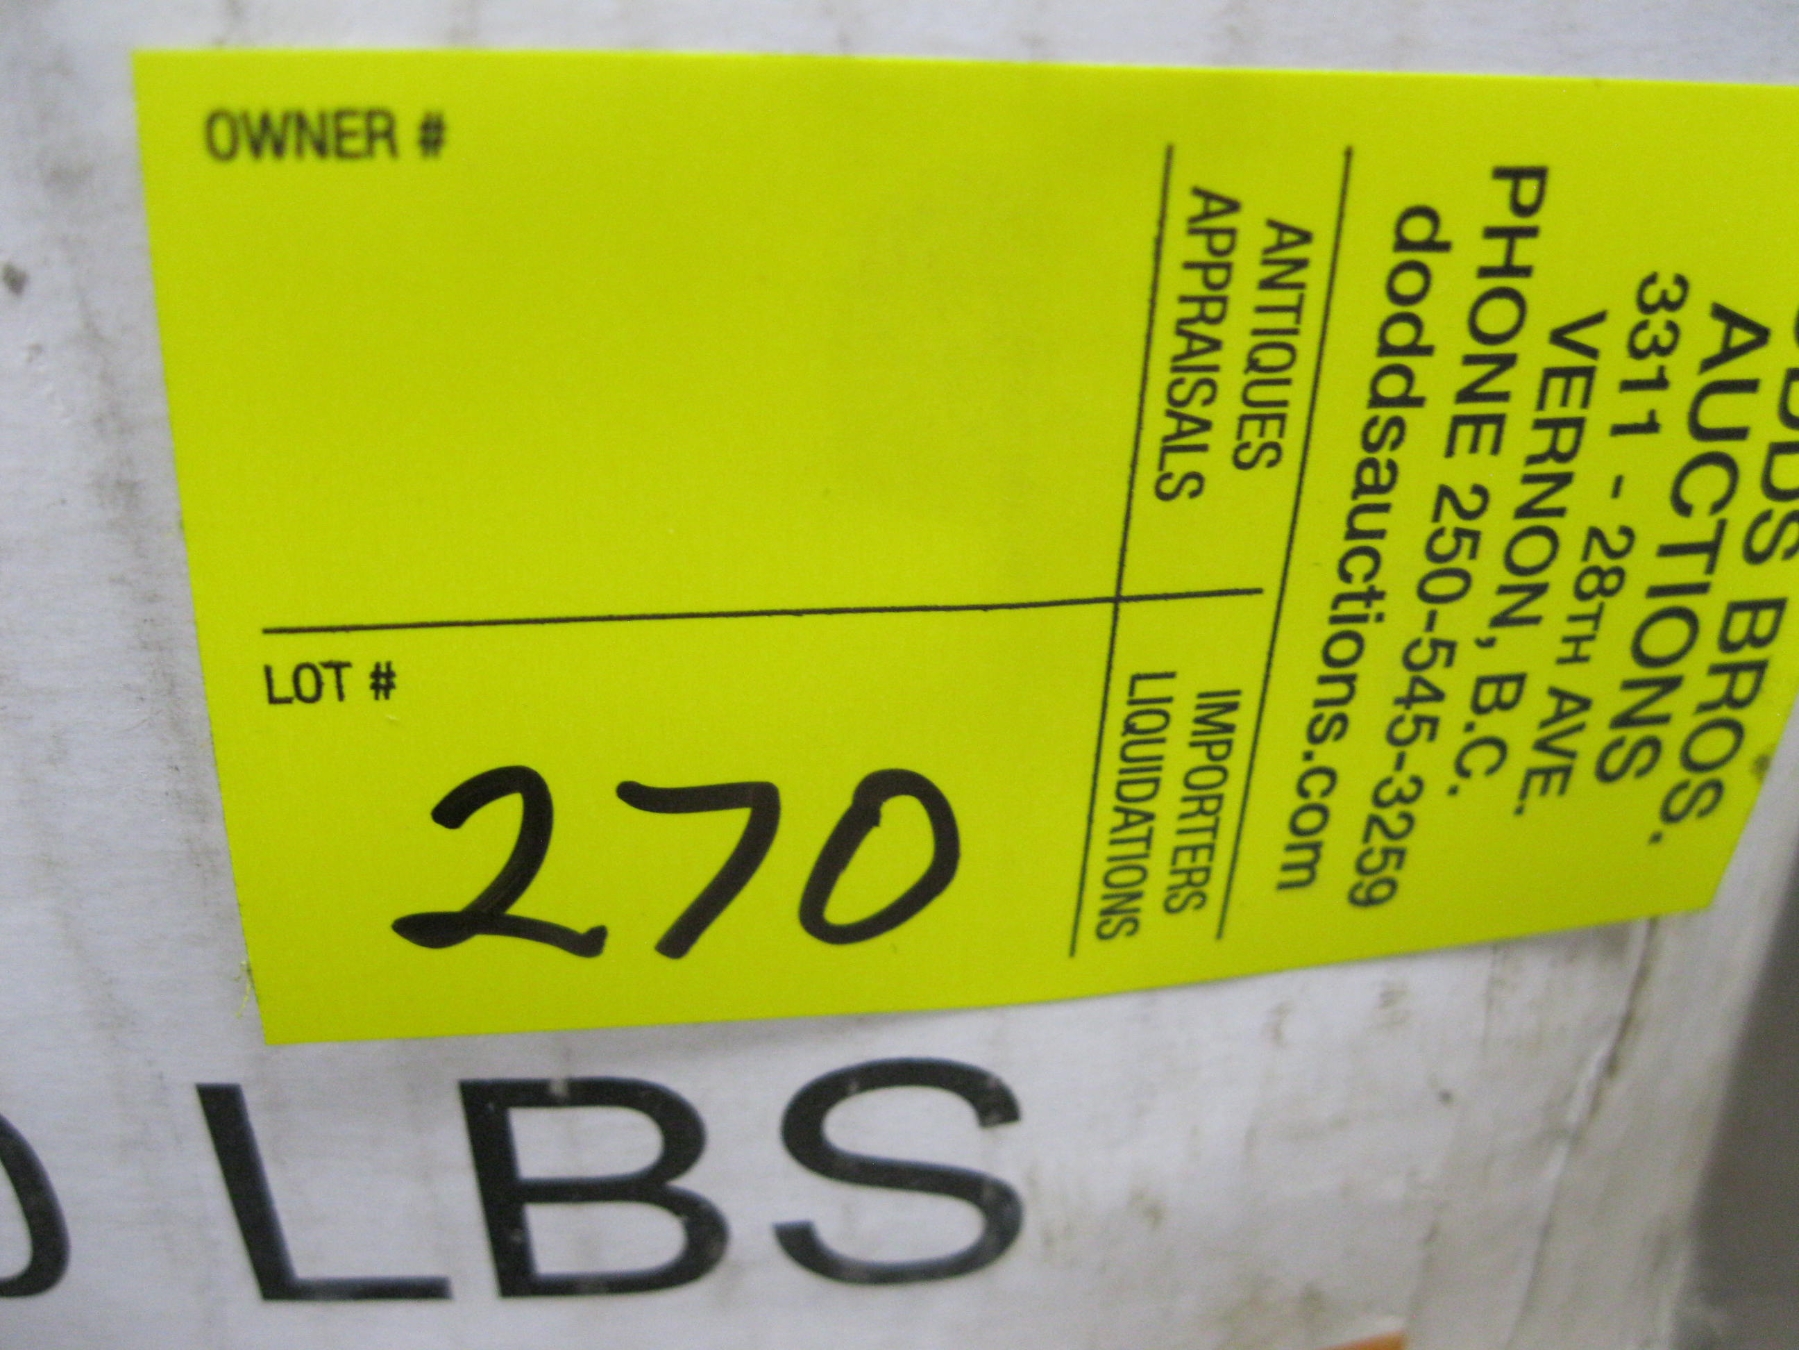 OWNER #
LOT #
270
BROS.
AUCTIONS
3311 - 28TH AVE.
VERNON, B.C.
PHONE 250-545-3259
doddsauctions.com
ANTIQUES
APPRAISALS
IMPORTERS
LIQUIDATIONS
LBS